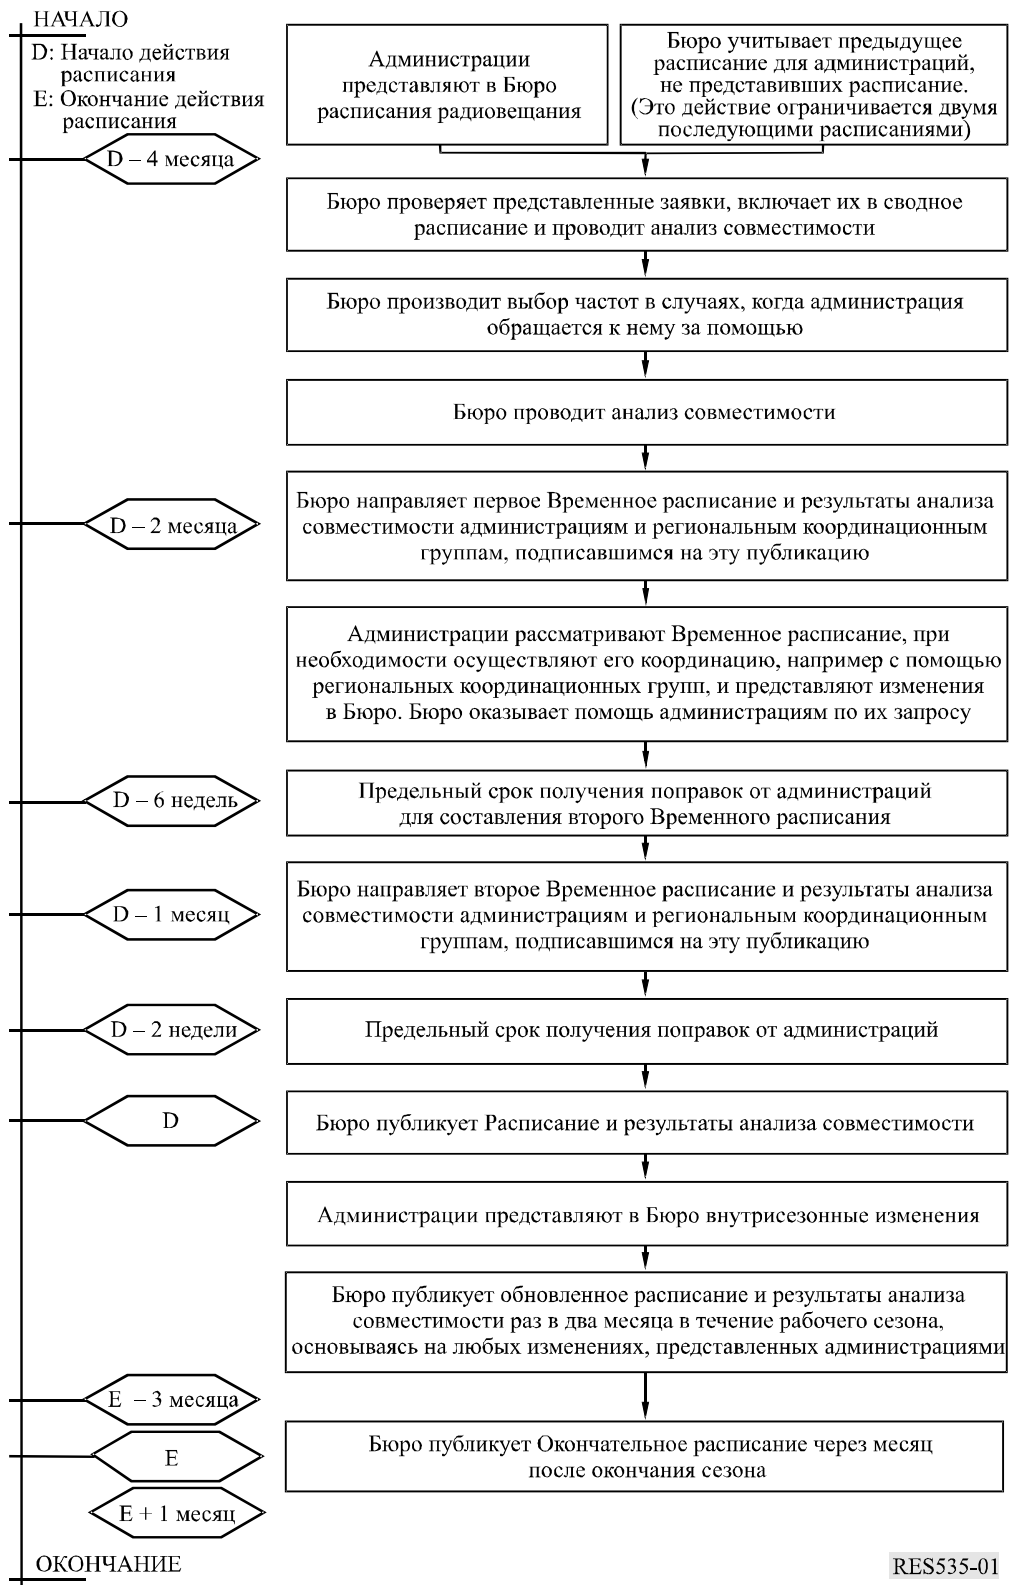 НАЧАЛО
D: Начало действия
расписания
E: Окончание действия
расписания
Администрации
представляют в Бюро
расписания радиовещания
Бюро учитывает предыдущее
расписание для администраций,
не представивших расписание.
(Это действие ограничивается двумя
последующими расписаниями)
D – 4 месяца
Бюро проверяет представленные заявки, включает их в сводное
расписание и проводит анализ совместимости
Бюро производит выбор частот в случаях, когда администрация
обращается к нему за помощью
Бюро проводит анализ совместимости
D – 2 месяца
Бюро направляет первое Временное расписание и результаты анализа
совместимости администрациям и региональным координационным
группам, подписавшимся на эту публикацию
Администрации рассматривают Временное расписание, при
необходимости осуществляют его координацию, например с помощью
региональных координационных групп, и представляют изменения
в Бюро. Бюро оказывает помощь администрациям по их запросу
D – 6 недель
Предельный срок получения поправок от администраций
для составления второго Временного расписания
D – 1 месяц
Бюро направляет второе Временное расписание и результаты анализа
совместимости администрациям и региональным координационным
группам, подписавшимся на эту публикацию
D – 2 недели
Предельный срок получения поправок от администраций
D
Бюро публикует Расписание и результаты анализа совместимости
Администрации представляют в Бюро внутрисезонные изменения
Бюро публикует обновленное расписание и результаты анализа
совместимости раз в два месяца в течение рабочего сезона,
основываясь на любых изменениях, представленных администрациями
E – 3 месяца
E
Бюро публикует Окончательное расписание через месяц
после окончания сезона
E + 1 месяц
ОКОНЧАНИЕ
RES535-01